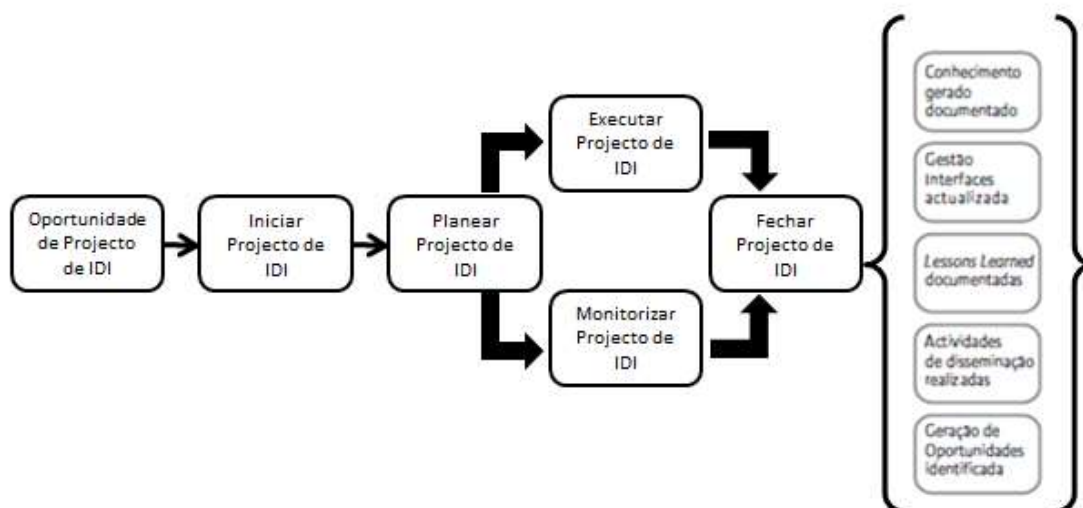 Oportunidade
de Projecto
de IDI
Iniciar
Projecto de
IDI
Planear
Projecto de
IDI
Executar
Projecto de
IDI
Monitorizar
Projecto de
IDI
Fechar
Projecto de
IDI
Conhecimento
gerado
documentado
Gestão
Interfaces
actualizada
Lessons Learned
documentadas
Actividades
de disseminação
realizadas
Geração de
Oportunidades
identificada